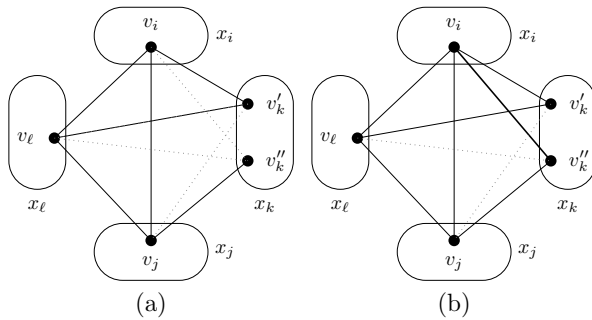 v_i x_i
v'_k
v_ℓ
v''_k
x_ℓ x_k
v_j x_j
(a)
v_i x_i
v'_k
v_ℓ
v''_k
x_ℓ x_k
v_j x_j
(b)